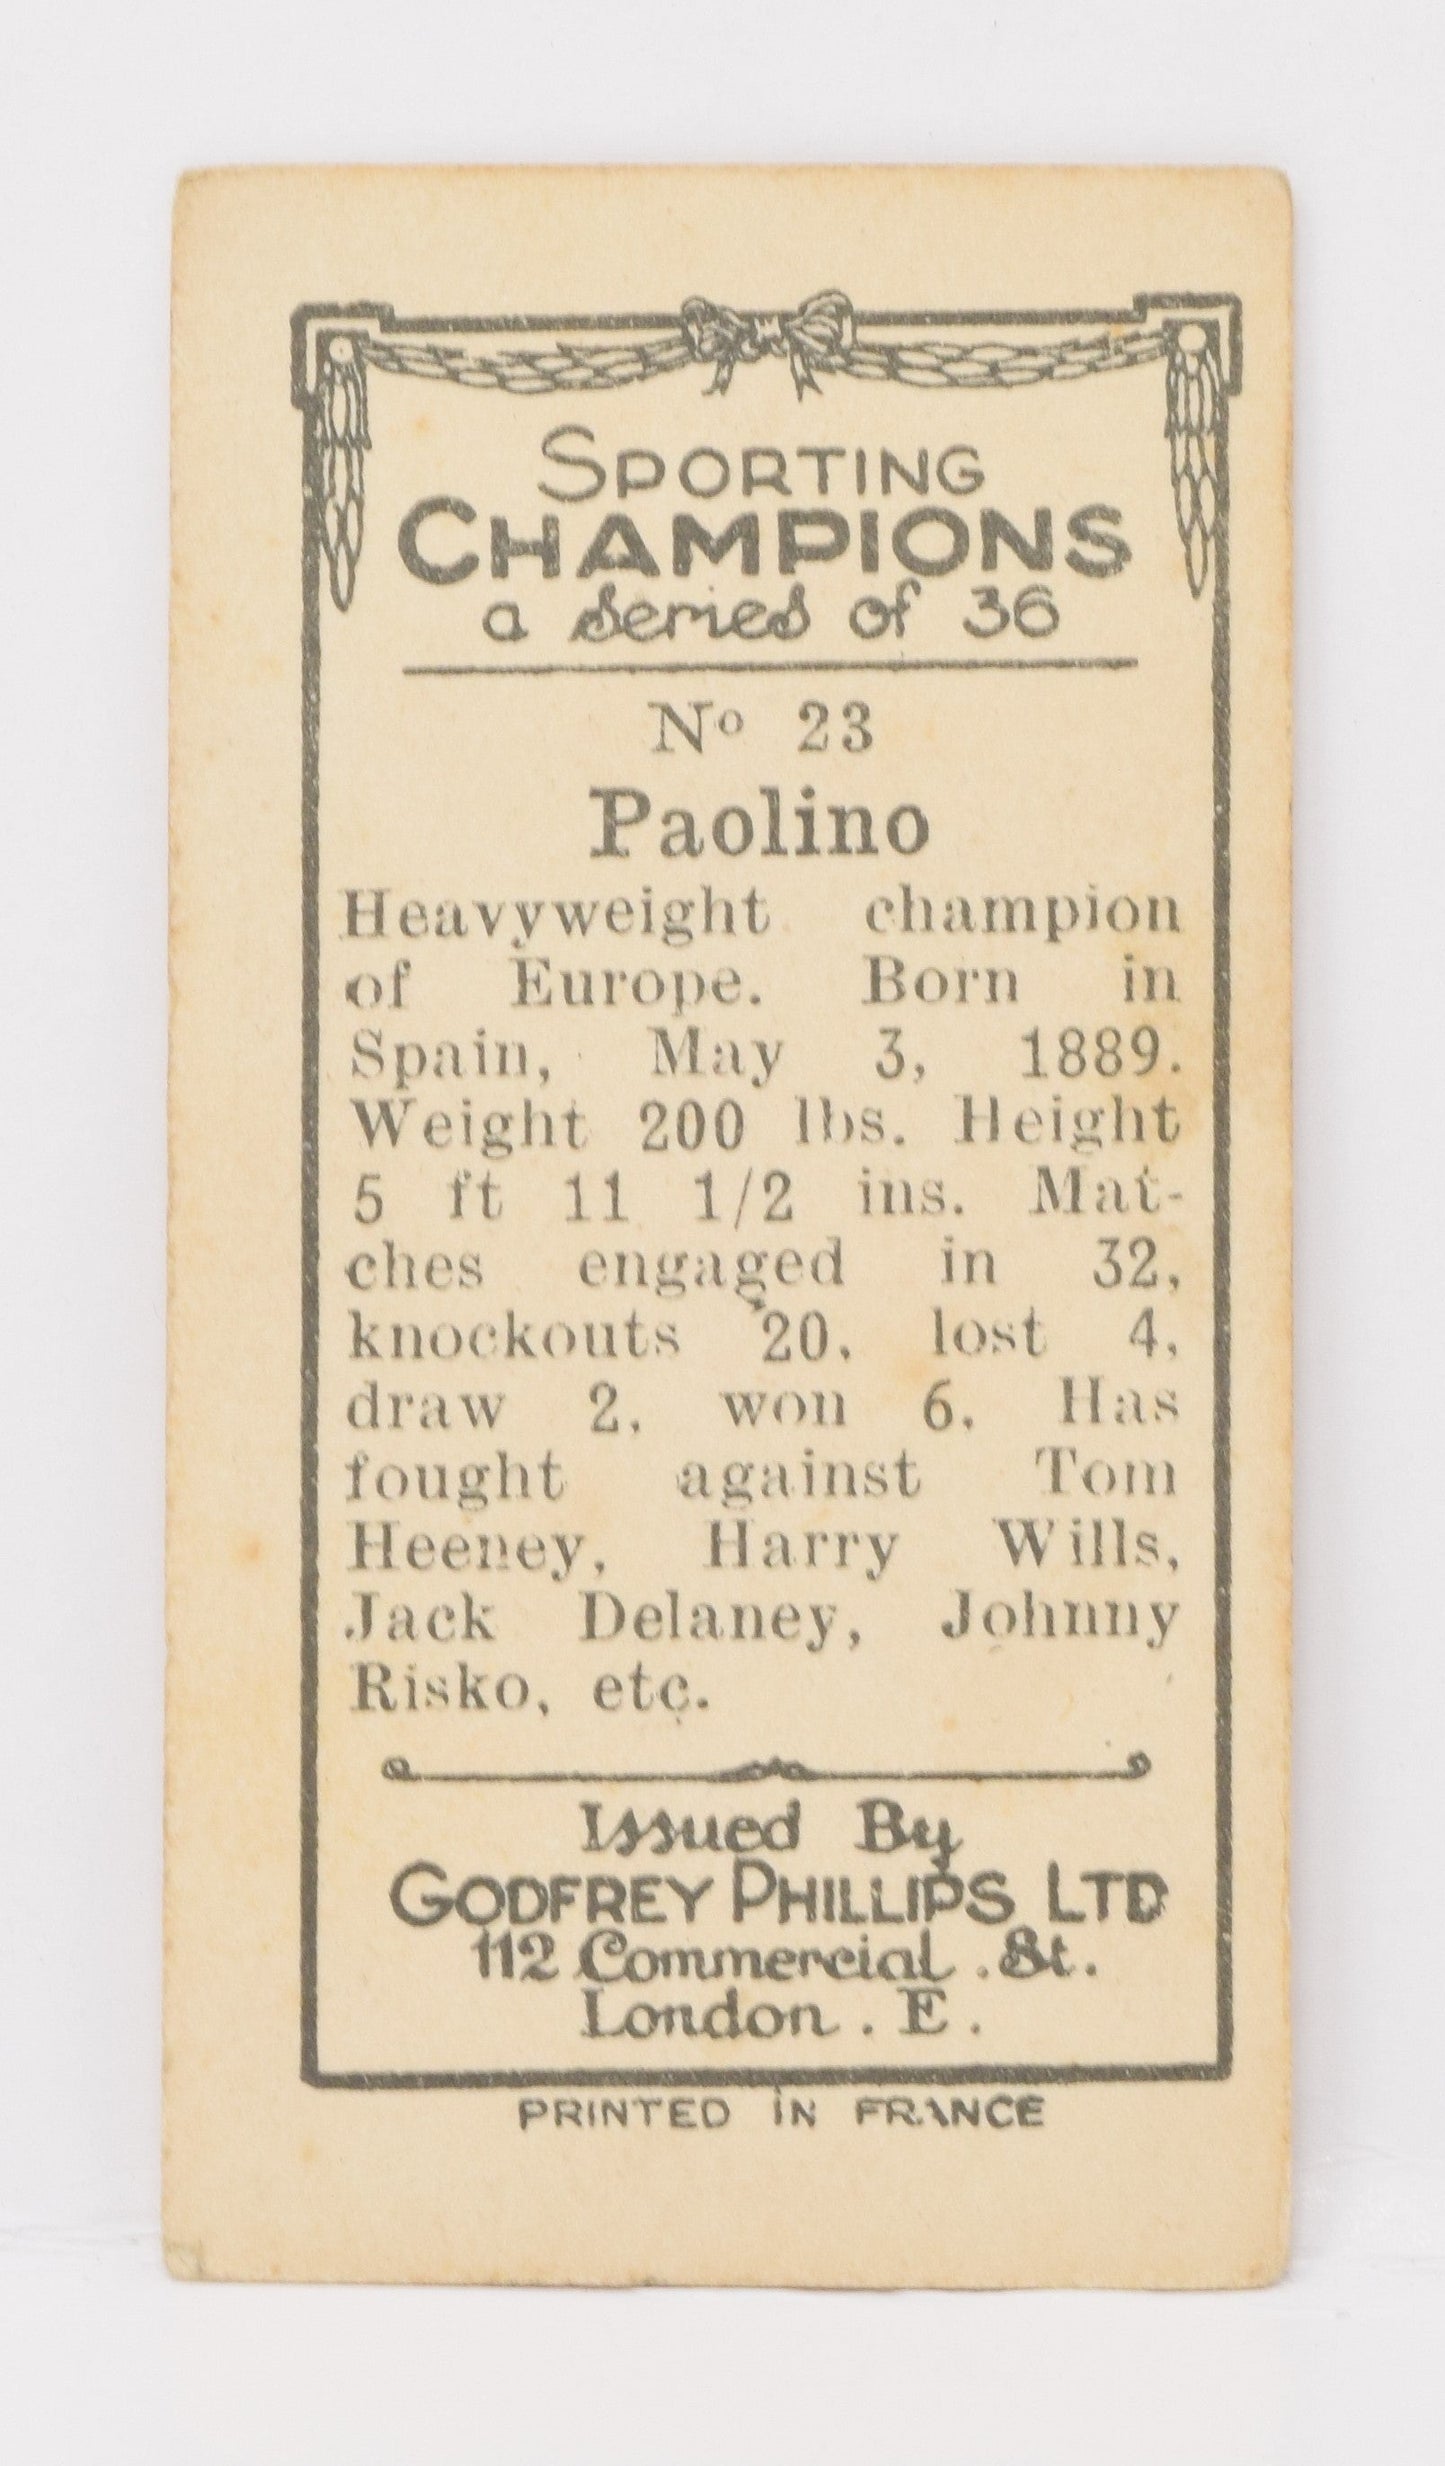 SPORTING
CHAMPIONS
a series of 36
No 23
Paolino
Heavyweight champion
of Europe. Born in
Spain, May 3, 1889.
Weight 200 lbs. Height
5 ft 11 1/2 ins. Mat-
ches engaged in 32,
knockouts 20, lost 4,
draw 2, won 6. Has
fought against Tom
Heeney, Harry Wills,
Jack Delaney, Johnny
Risko, etc.
Issued By
GODFREY PHILLIPS LTD
112 Commercial . St.
London . E .
PRINTED IN FRANCE